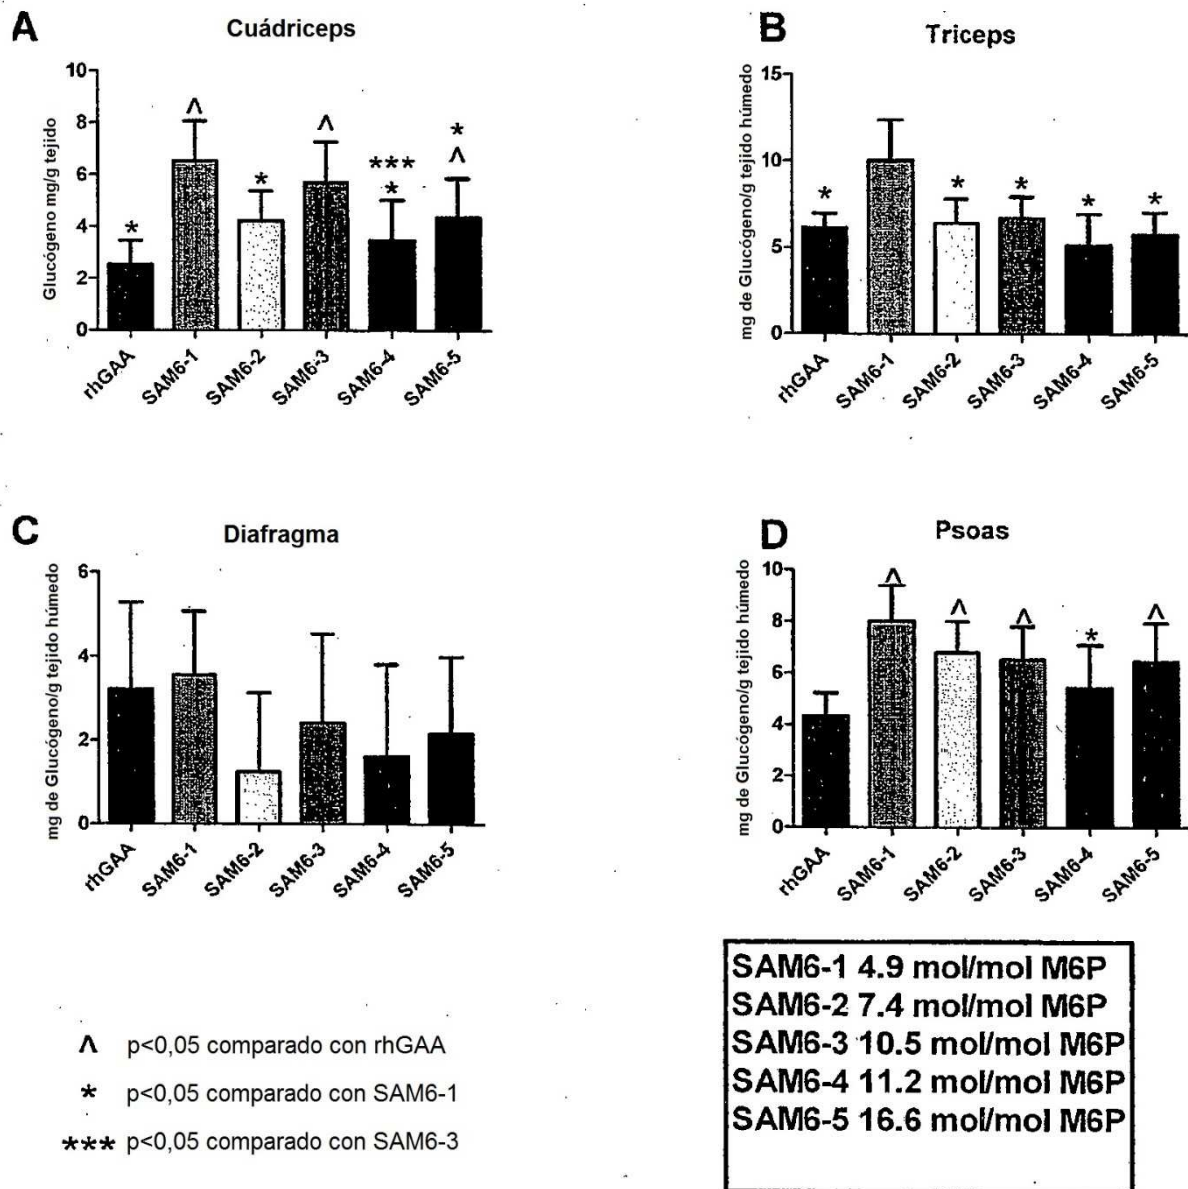 A
Cuádriceps
Glucógeno mg/g tejido
10
8
6
4
2
0
*
^
*
^
***
*
*
^
rhGAA
SAM6-1
SAM6-2
SAM6-3
SAM6-4
SAM6-5
B
Triceps
mg de Glucógeno/g tejido húmedo
15
10
5
0
*
*
*
*
*
rhGAA
SAM6-1
SAM6-2
SAM6-3
SAM6-4
SAM6-5
C
Diafragma
mg de Glucógeno/g tejido húmedo
6
4
2
0
rhGAA
SAM6-1
SAM6-2
SAM6-3
SAM6-4
SAM6-5
D
Psoas
mg de Glucógeno/g tejido húmedo
10
8
6
4
2
0
^
^
^
*
^
rhGAA
SAM6-1
SAM6-2
SAM6-3
SAM6-4
SAM6-5
^ p<0,05 comparado con rhGAA
* p<0,05 comparado con SAM6-1
*** p<0,05 comparado con SAM6-3
SAM6-1 4.9 mol/mol M6P
SAM6-2 7.4 mol/mol M6P
SAM6-3 10.5 mol/mol M6P
SAM6-4 11.2 mol/mol M6P
SAM6-5 16.6 mol/mol M6P